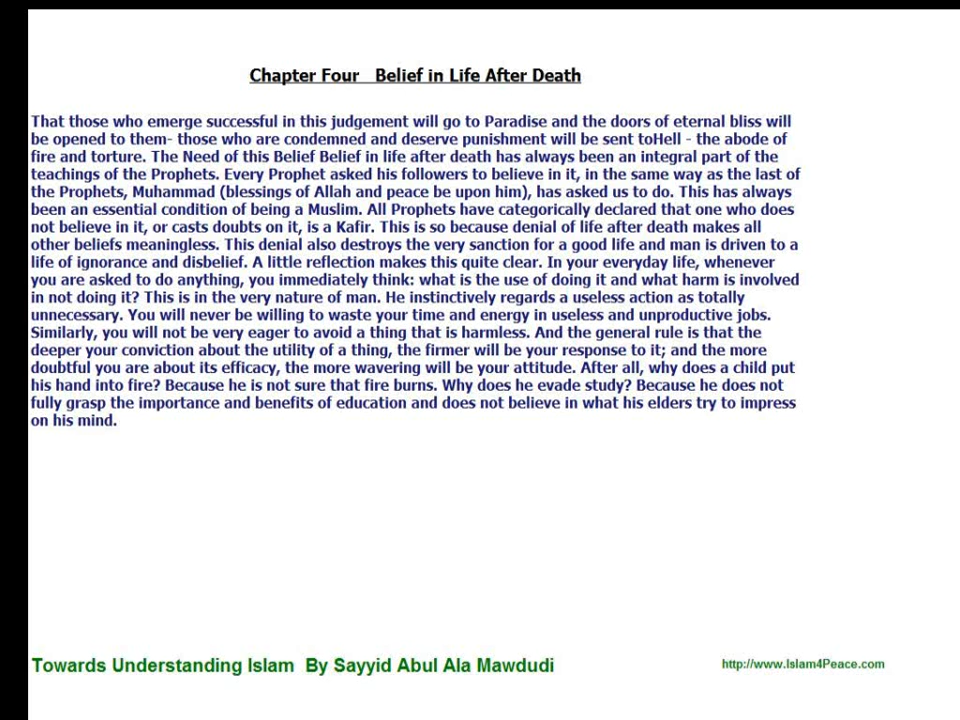 Chapter Four   Belief in Life After Death
That those who emerge successful in this judgement will go to Paradise and the doors of eternal bliss will
be opened to them- those who are condemned and deserve punishment will be sent toHell - the abode of
fire and torture. The Need of this Belief Belief in life after death has always been an integral part of the
teachings of the Prophets. Every Prophet asked his followers to believe in it, in the same way as the last of
the Prophets, Muhammad (blessings of Allah and peace be upon him), has asked us to do. This has always
been an essential condition of being a Muslim. All Prophets have categorically declared that one who does
not believe in it, or casts doubts on it, is a Kafir. This is so because denial of life after death makes all
other beliefs meaningless. This denial also destroys the very sanction for a good life and man is driven to a
life of ignorance and disbelief. A little reflection makes this quite clear. In your everyday life, whenever
you are asked to do anything, you immediately think: what is the use of doing it and what harm is involved
in not doing it? This is in the very nature of man. He instinctively regards a useless action as totally
unnecessary. You will never be willing to waste your time and energy in useless and unproductive jobs.
Similarly, you will not be very eager to avoid a thing that is harmless. And the general rule is that the
deeper your conviction about the utility of a thing, the firmer will be your response to it; and the more
doubtful you are about its efficacy, the more wavering will be your attitude. After all, why does a child put
his hand into fire? Because he is not sure that fire burns. Why does he evade study? Because he does not
fully grasp the importance and benefits of education and does not believe in what his elders try to impress
on his mind.
Towards Understanding Islam  By Sayyid Abul Ala Mawdudi
http://www.Islam4Peace.com